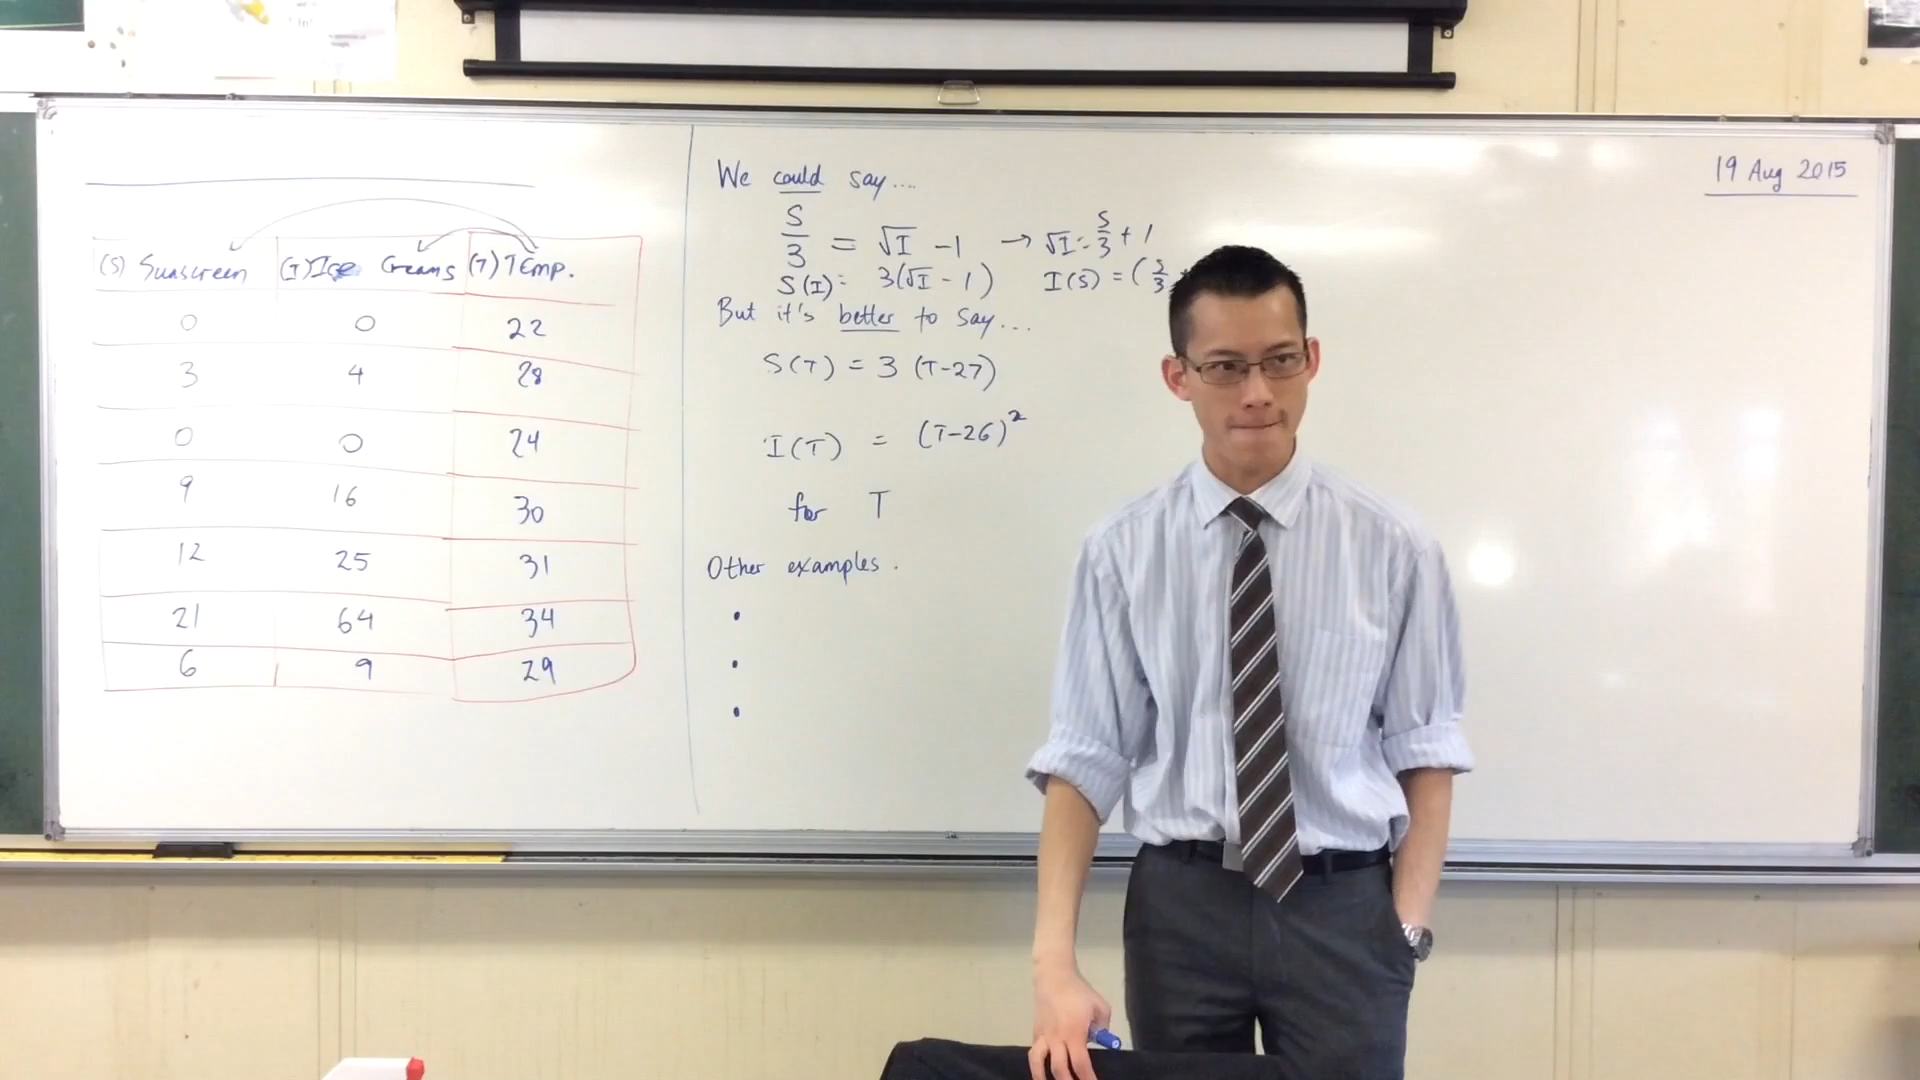 19 Aug 2015
(S) Sunscreen (I) Ice Creams (T) TEmp.
0 0 22
3 4 28
0 0 24
9 16 30
12 25 31
21 64 34
6 9 29
We could say....
S/3 = √I - 1 → √I = S/3 + 1
S(I) = 3(√I - 1) I(S) = (S/3
But it's better to say...
S(T) = 3 (T-27)
I(T) = (T-26)²
for T
Other examples.